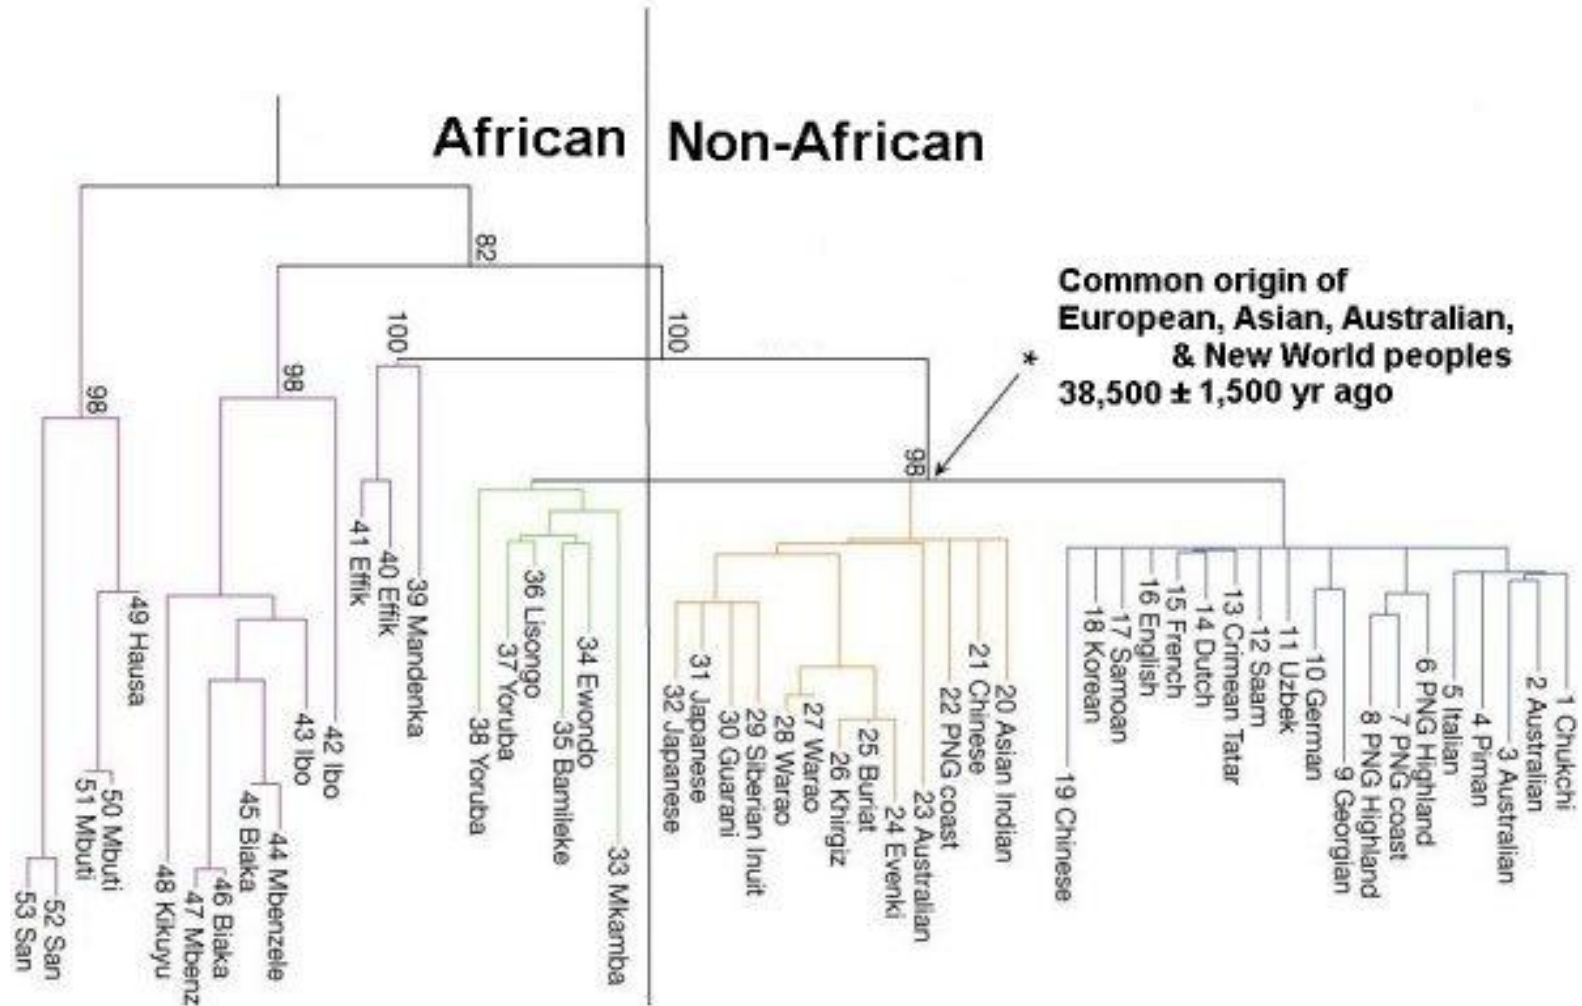 African
Non-African
82
Common origin of
European, Asian, Australian,
& New World peoples
38,500 ± 1,500 yr ago
*
100
100
98
98
98
53 San
52 San
51 Mbuti
50 Mbuti
49 Hausa
48 Kikuyu
47 Mbenz
46 Biaka
45 Biaka
44 Mbenzele
43 Ibo
42 Ibo
41 Effik
40 Effik
39 Mandenka
38 Yoruba
37 Yoruba
36 Lisongo
35 Bamileke
34 Ewondo
33 Mkamba
32 Japanese
31 Japanese
30 Guarani
29 Siberian Inuit
28 Warao
27 Warao
26 Khirgiz
25 Buriat
24 Evenki
23 Australian
22 PNG coast
21 Chinese
20 Asian Indian
19 Chinese
18 Korean
17 Samoan
16 English
15 French
14 Dutch
13 Crimean Tatar
12 Saam
11 Uzbek
10 German
9 Georgian
8 PNG Highland
7 PNG coast
6 PNG Highland
5 Italian
4 Piman
3 Australian
2 Australian
1 Chukchi